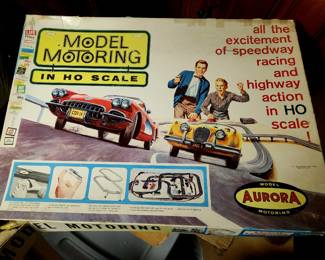 MODEL
MOTORING
IN HO SCALE
all the
excitement of
speedway
racing
and
highway
action
in HO
scale
!
MODEL
AURORA
MOTORING
MODEL MOTORING